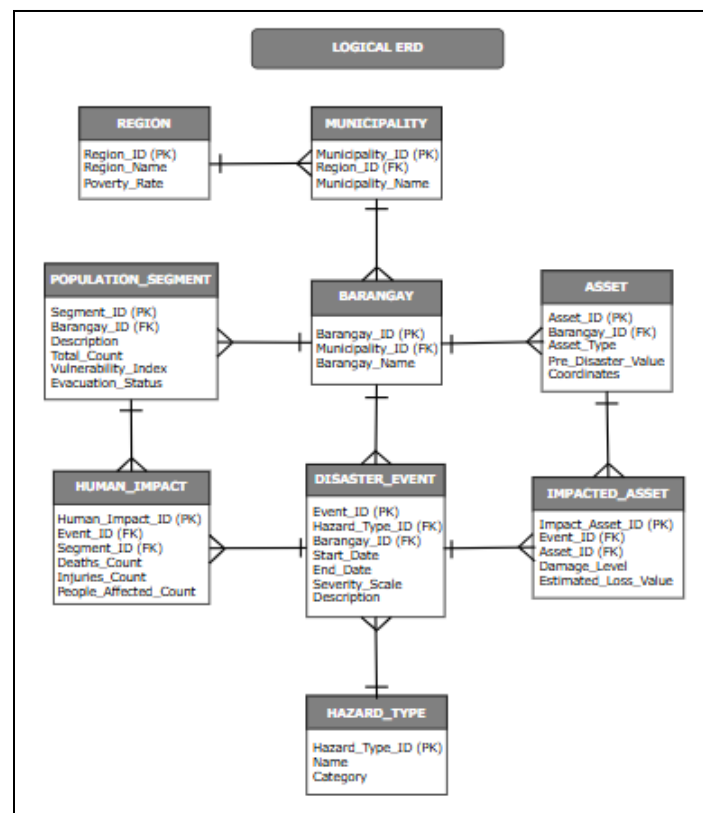 LOGICAL ERD
REGION
Region_ID (PK)
Region_Name
Poverty_Rate
MUNICIPALITY
Municipality_ID (PK)
Region_ID (FK)
Municipality_Name
POPULATION_SEGMENT
Segment_ID (PK)
Barangay_ID (FK)
Description
Total_Count
Vulnerability_Index
Evacuation_Status
BARANGAY
Barangay_ID (PK)
Municipality_ID (FK)
Barangay_Name
ASSET
Asset_ID (PK)
Barangay_ID (FK)
Asset_Type
Pre_Disaster_Value
Coordinates
HUMAN_IMPACT
Human_Impact_ID (PK)
Event_ID (FK)
Segment_ID (FK)
Deaths_Count
Injuries_Count
People_Affected_Count
DISASTER_EVENT
Event_ID (PK)
Hazard_Type_ID (FK)
Barangay_ID (FK)
Start_Date
End_Date
Severity_Scale
Description
IMPACTED_ASSET
Impact_Asset_ID (PK)
Event_ID (FK)
Asset_ID (FK)
Damage_Level
Estimated_Loss_Value
HAZARD_TYPE
Hazard_Type_ID (PK)
Name
Category